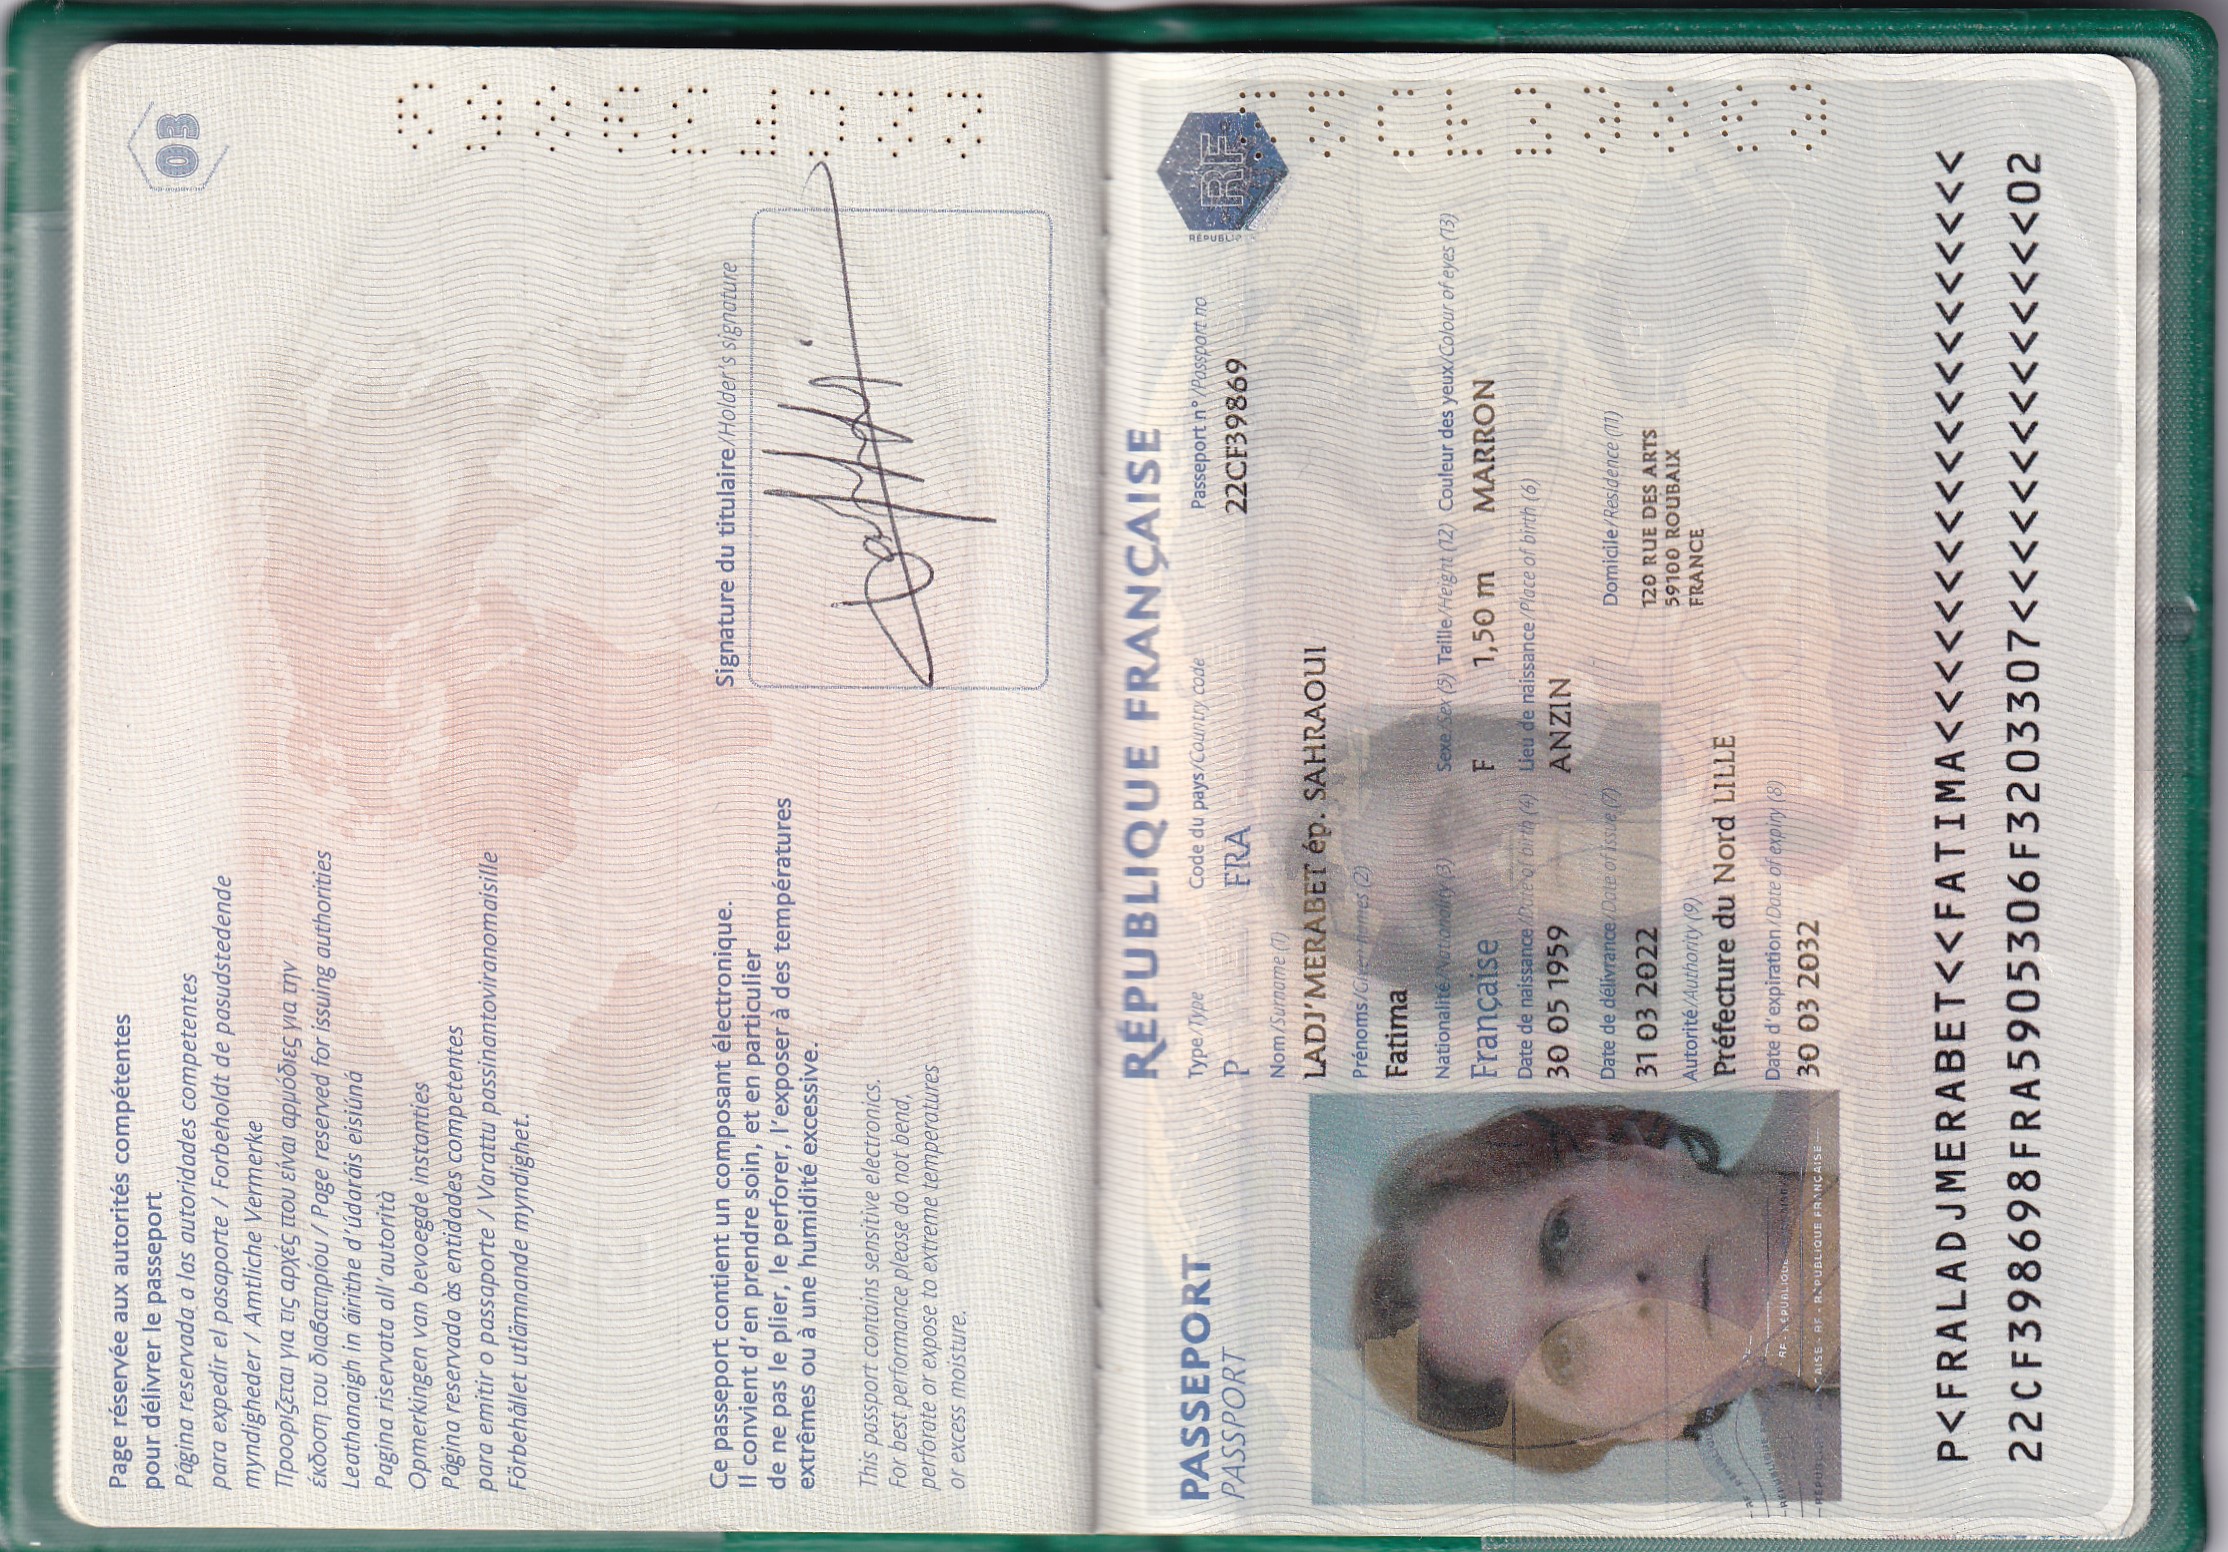 Page réservée aux autorités compétentes
pour délivrer le passeport
Página reservada a las autoridades competentes
para expedir el pasaporte / Forbeholdt de pasudstedende
myndigheder / Amtliche Vermerke
Προορίζεται για τις αρχές που είναι αρμόδιες για την
έκδοση του διαβατηρίου / Page reserved for issuing authorities
Leathanaigh in áirithe d'údaráis eisiúná
Pagina riservata all'autorità
Opmerkingen van bevoegde instanties
Página reservada às entidades competentes
para emitir o passaporte / Varattu passinantoviranomaisille
Förbehållet utlämnande myndighet.
03
Ce passeport contient un composant électronique.
Il convient d'en prendre soin, et en particulier
de ne pas le plier, le perforer, l'exposer à des températures
extrêmes ou à une humidité excessive.
This passport contains sensitive electronics.
For best performance please do not bend,
perforate or expose to extreme temperatures
or excess moisture.
Signature du titulaire/Holder's signature
RÉPUBLIQUE FRANÇAISE
PASSEPORT
PASSPORT
Type/Type Code du pays/Country code Passeport n°/Passport no
P FRA 22CF39869
RF
Nom/Surname (1)
LADJ'MERABET ép. SAHRAOUI
Prénoms/Given names (2)
Fatima
Nationalité/Nationality (3) Sexe/Sex (5) Taille/Height (12) Couleur des yeux/Colour of eyes (13)
Française F 1,50 m MARRON
Date de naissance/Date of birth (4) Lieu de naissance/Place of birth (6)
30 05 1959 ANZIN
Date de délivrance/Date of issue (7) Domicile/Residence (11)
31 03 2022 120 RUE DES ARTS
59100 ROUBAIX
FRANCE
Autorité/Authority (9)
Préfecture du Nord LILLE
Date d'expiration/Date of expiry (8)
30 03 2032
P<FRALADJMERABET<<FATIMA<<<<<<<<<<<<<<<<<<<<
22CF398698FRA5905306F3203307<<<<<<<<<<<<<<02